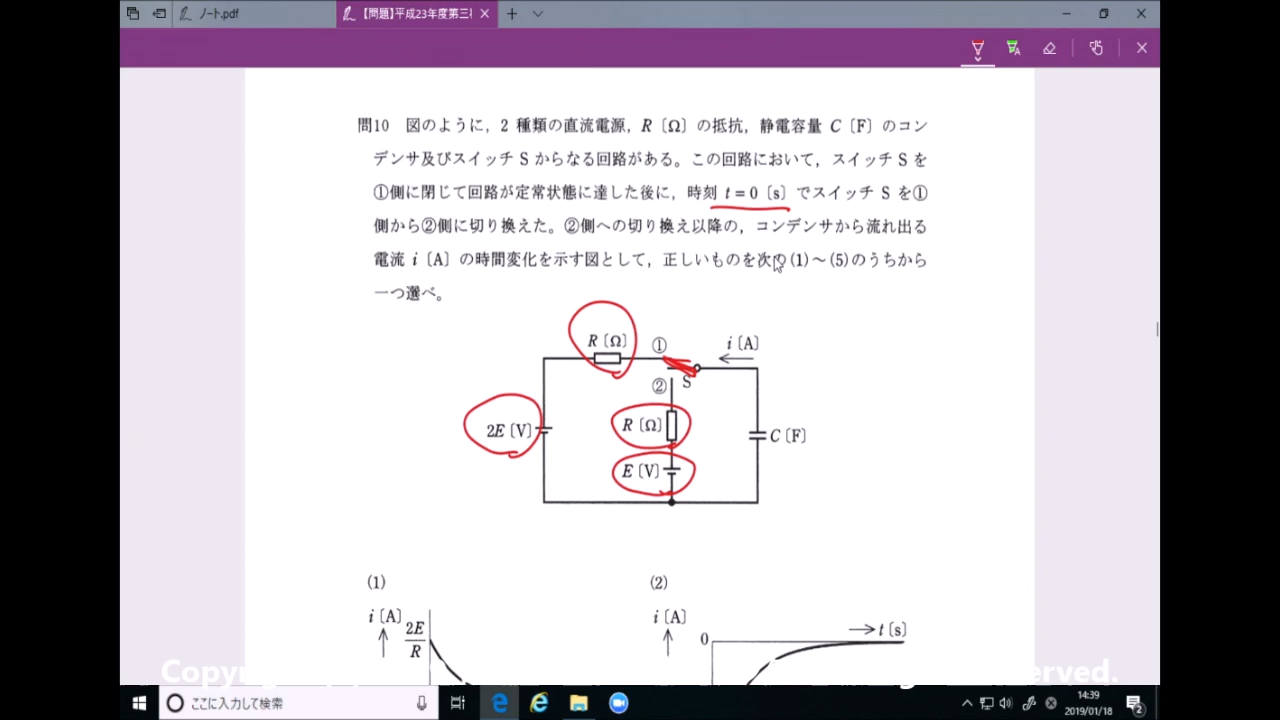 ノート.pdf
【問題】平成23年度第三
問10 図のように，2 種類の直流電源，R〔Ω〕の抵抗，静電容量 C〔F〕のコン
デンサ及びスイッチ S からなる回路がある。この回路において，スイッチ S を
①側に閉じて回路が定常状態に達した後に，時刻 t = 0〔s〕でスイッチ S を①
側から②側に切り換えた。②側への切り換え以降の，コンデンサから流れ出る
電流 i〔A〕の時間変化を示す図として，正しいものを次の(1)～(5)のうちから
一つ選べ。
R〔Ω〕
①
i〔A〕
②
S
2E〔V〕
R〔Ω〕
C〔F〕
E〔V〕
(1)
(2)
i〔A〕
2E
R
i〔A〕
0
t〔s〕
erved.
ここに入力して検索
14:39
2019/01/18
2